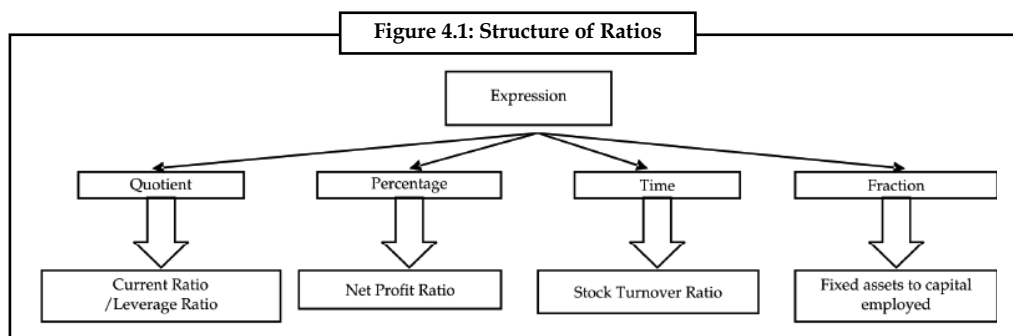 Figure 4.1: Structure of Ratios
Expression
Quotient
Percentage
Time
Fraction
Current Ratio
/Leverage Ratio
Net Profit Ratio
Stock Turnover Ratio
Fixed assets to capital
employed